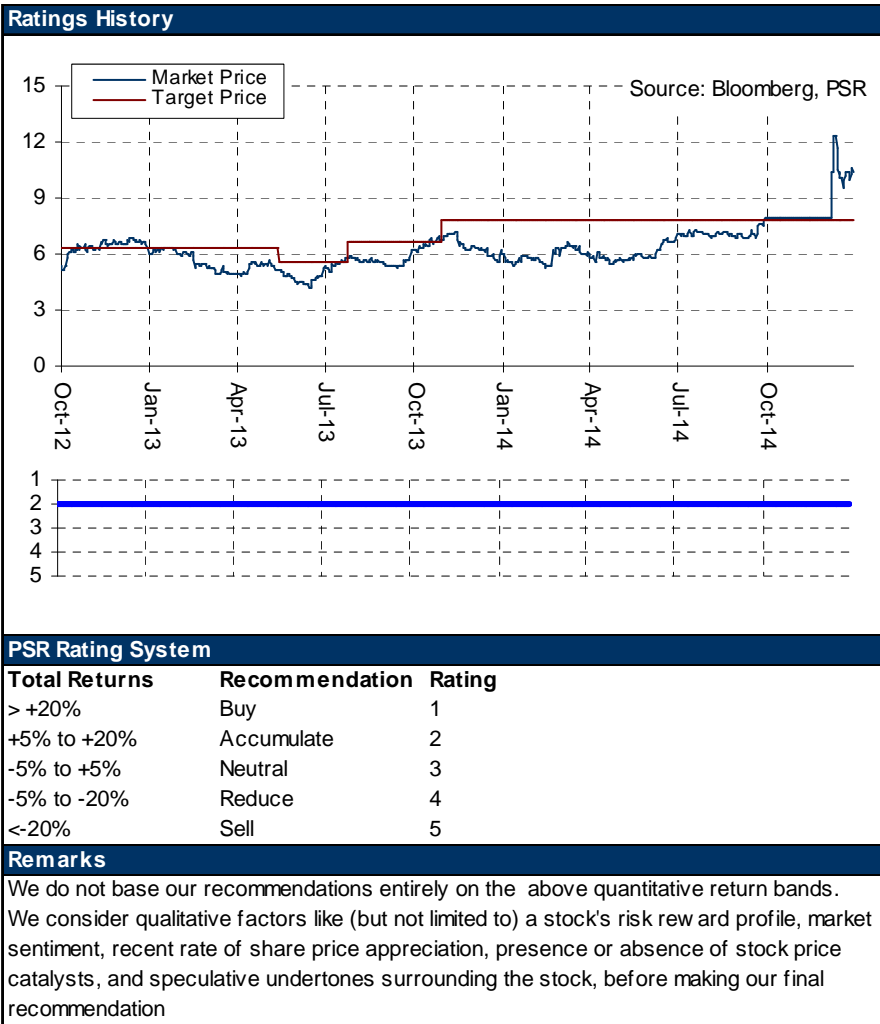 Ratings History
Market Price
Target Price
Source: Bloomberg, PSR
15
12
9
6
3
0
Oct-12
Jan-13
Apr-13
Jul-13
Oct-13
Jan-14
Apr-14
Jul-14
Oct-14
1
2
3
4
5
PSR Rating System
Total Returns Recommendation Rating
> +20% Buy 1
+5% to +20% Accumulate 2
-5% to +5% Neutral 3
-5% to -20% Reduce 4
<-20% Sell 5
Remarks
We do not base our recommendations entirely on the above quantitative return bands.
We consider qualitative factors like (but not limited to) a stock's risk reward profile, market
sentiment, recent rate of share price appreciation, presence or absence of stock price
catalysts, and speculative undertones surrounding the stock, before making our final
recommendation